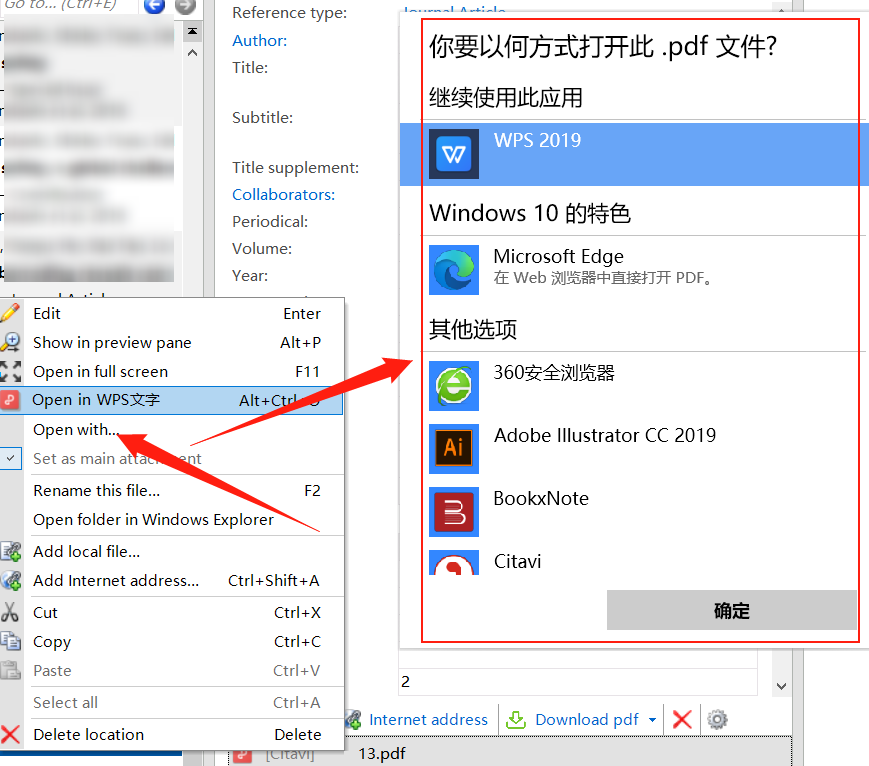 Go to... (Ctrl+E)
Reference type:
Journal Article
Author:
Title:
Subtitle:
Title supplement:
Collaborators:
Periodical:
Volume:
Year:
你要以何方式打开此 .pdf 文件?
继续使用此应用
WPS 2019
Windows 10 的特色
Microsoft Edge
在 Web 浏览器中直接打开 PDF。
其他选项
360安全浏览器
Adobe Illustrator CC 2019
BookxNote
Citavi
确定
Edit Enter
Show in preview pane Alt+P
Open in full screen F11
Open in WPS文字 Alt+Ctrl+O
Open with...
Set as main attachment
Rename this file... F2
Open folder in Windows Explorer
Add local file...
Add Internet address... Ctrl+Shift+A
Cut Ctrl+X
Copy Ctrl+C
Paste Ctrl+V
Select all Ctrl+A
Delete location Delete
2
Internet address Download pdf
[Citavi] 13.pdf